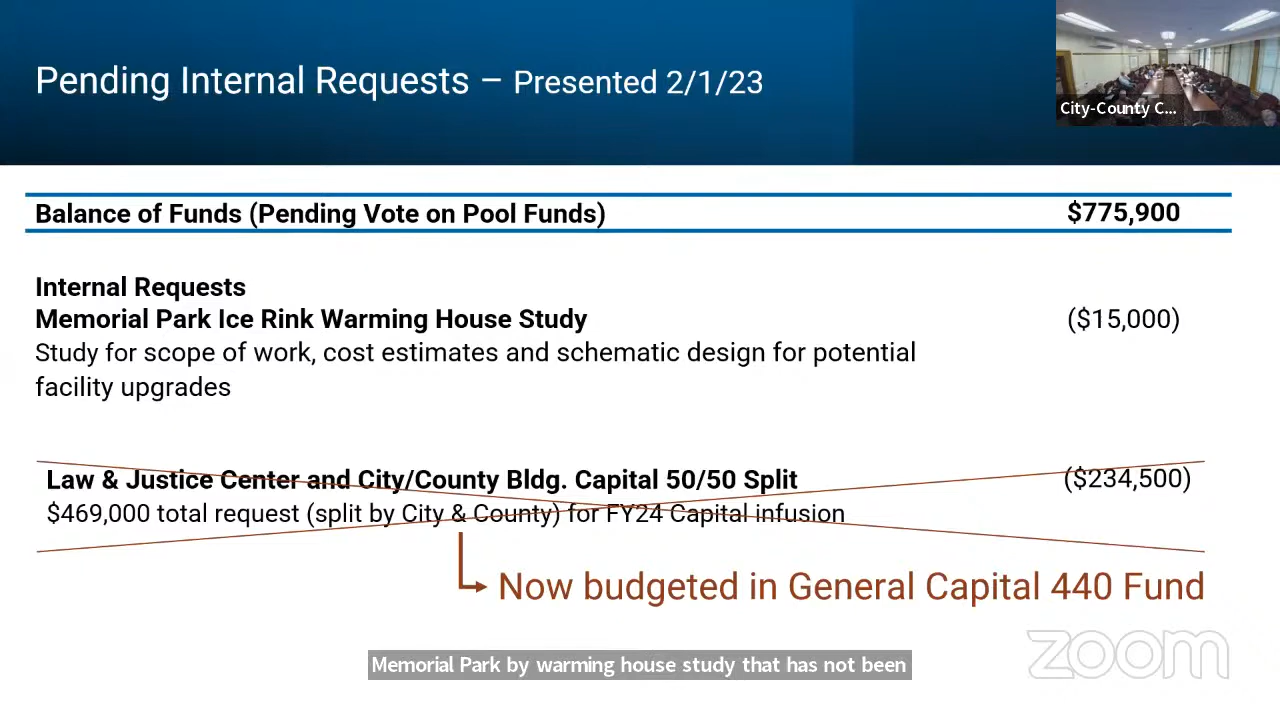 Pending Internal Requests – Presented 2/1/23
City-County C...
Balance of Funds (Pending Vote on Pool Funds) $775,900
Internal Requests
Memorial Park Ice Rink Warming House Study ($15,000)
Study for scope of work, cost estimates and schematic design for potential
facility upgrades
Law & Justice Center and City/County Bldg. Capital 50/50 Split ($234,500)
$469,000 total request (split by City & County) for FY24 Capital infusion
Now budgeted in General Capital 440 Fund
zoom
Memorial Park by warming house study that has not been